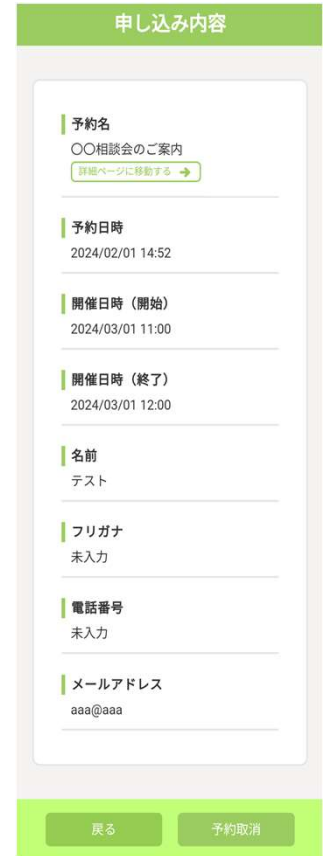 申し込み内容
予約名
〇〇相談会のご案内
詳細ページに移動する
予約日時
2024/02/01 14:52
開催日時（開始）
2024/03/01 11:00
開催日時（終了）
2024/03/01 12:00
名前
テスト
フリガナ
未入力
電話番号
未入力
メールアドレス
aaa@aaa
戻る
予約取消